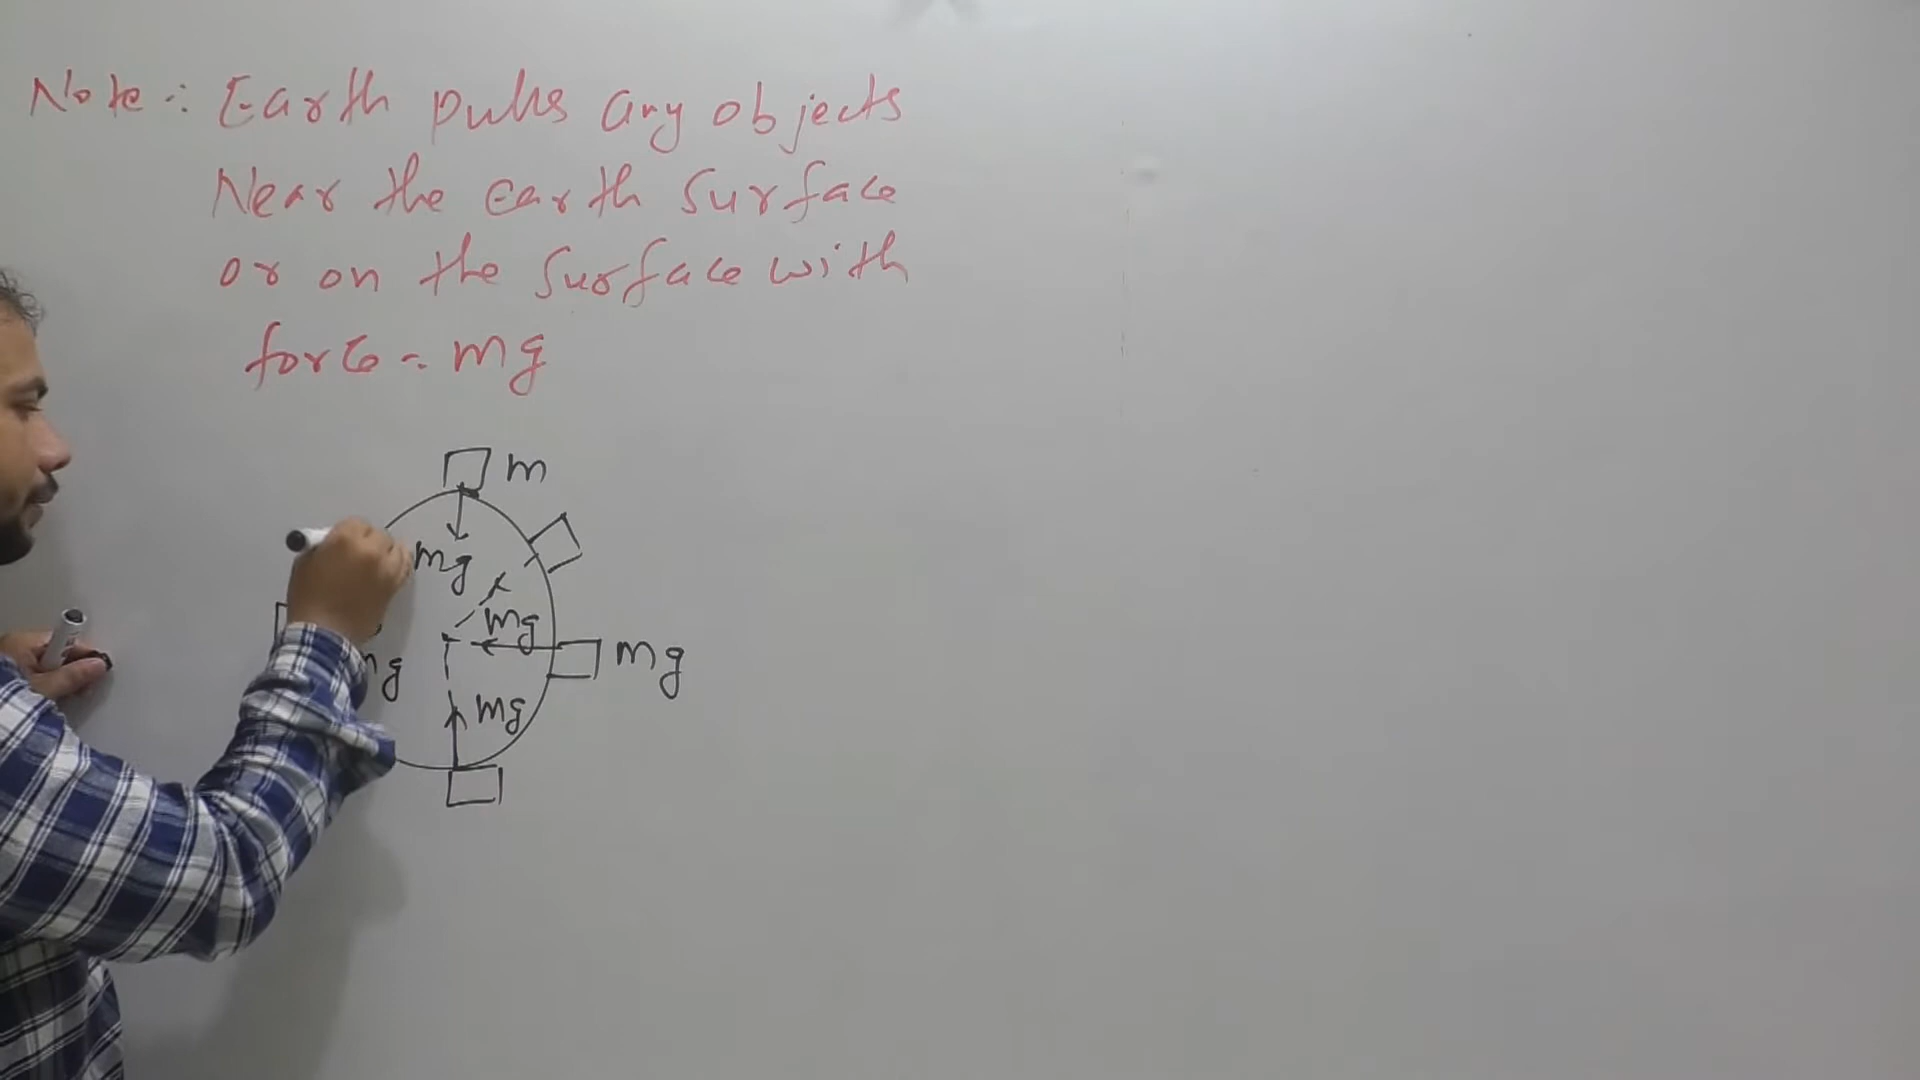 Note :- Earth pulls any objects
Near the earth surface
or on the surface with
force = mg
m
mg
mg
mg
mg
mg